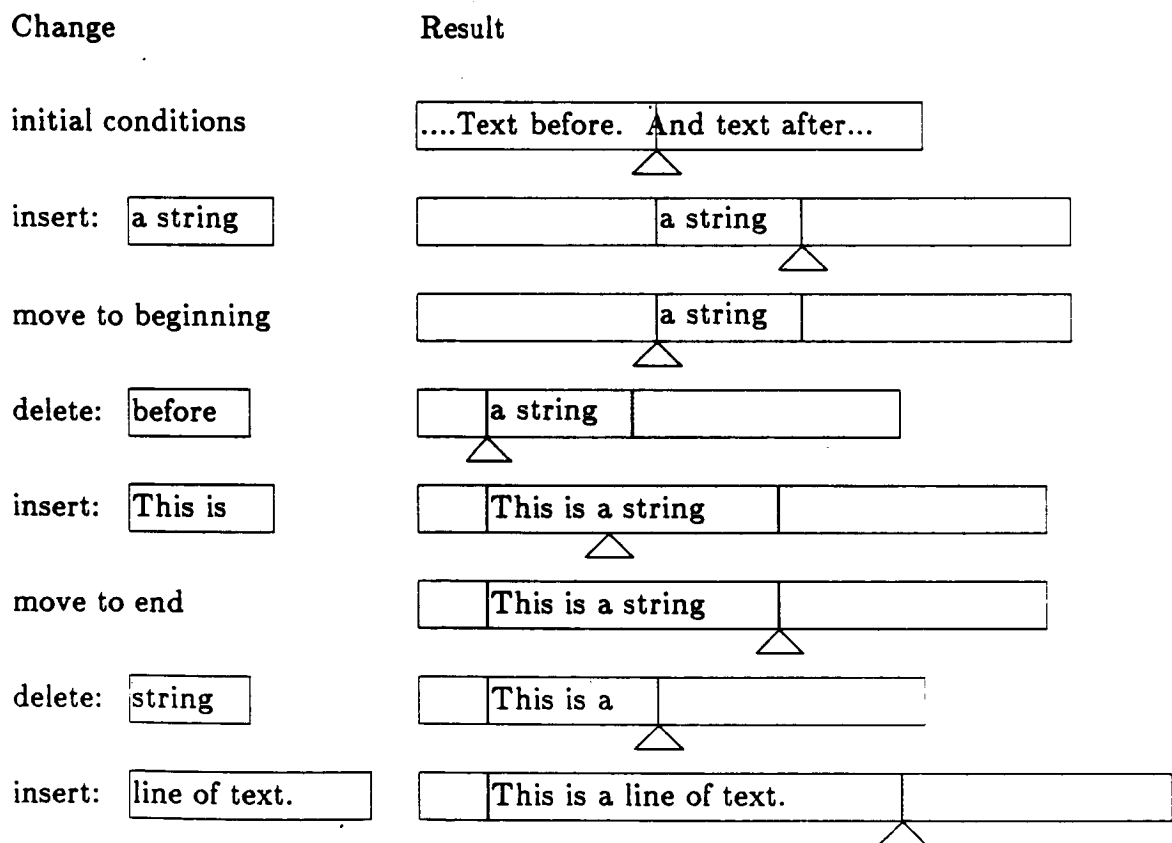 Change Result
initial conditions ....Text before. And text after...
insert: a string a string
move to beginning a string
delete: before a string
insert: This is This is a string
move to end This is a string
delete: string This is a
insert: line of text. This is a line of text.